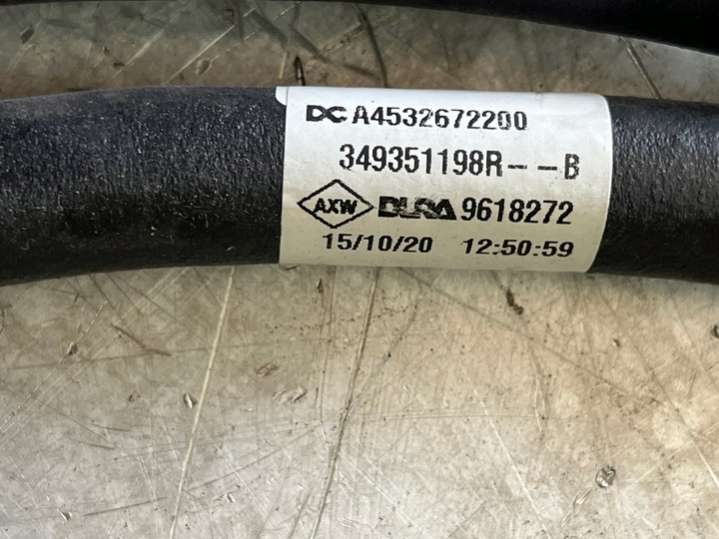 DC A4532672200
349351198R---B
AXW DURA 9618272
15/10/20 12:50:59